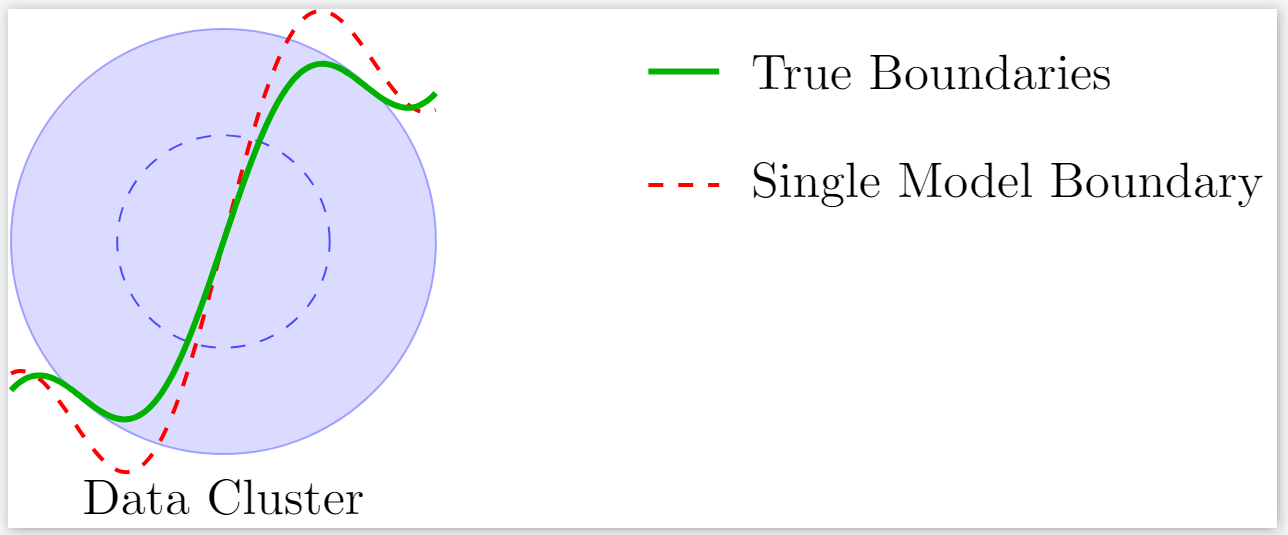 True Boundaries
Single Model Boundary
Data Cluster